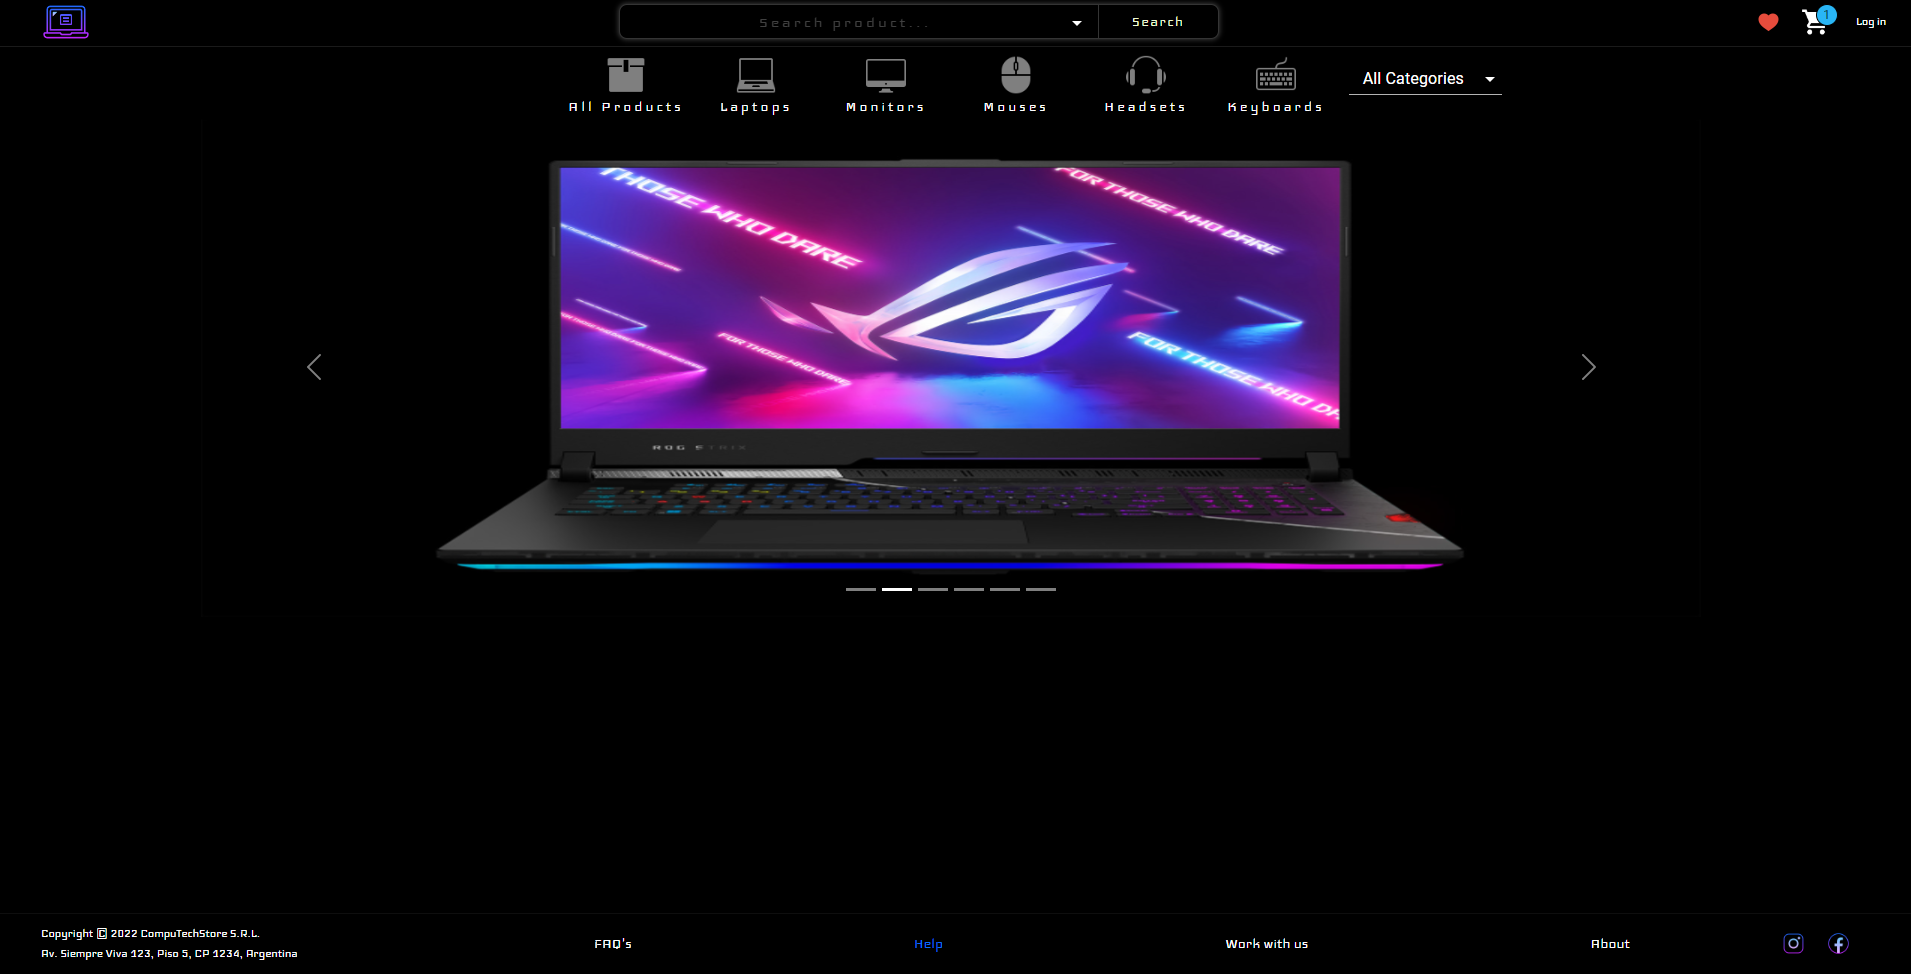 Search product...
Search
1
Log in
All Products
Laptops
Monitors
Mouses
Headsets
Keyboards
All Categories
THOSE WHO DARE
FOR THOSE WHO DARE
FOR THOSE WHO DARE
FOR THOSE WHO DA
ROG STRIX
Copyright © 2022 CompuTechStore S.R.L.
Av. Siempre Viva 123, Piso 5, CP 1234, Argentina
FAQ's
Help
Work with us
About